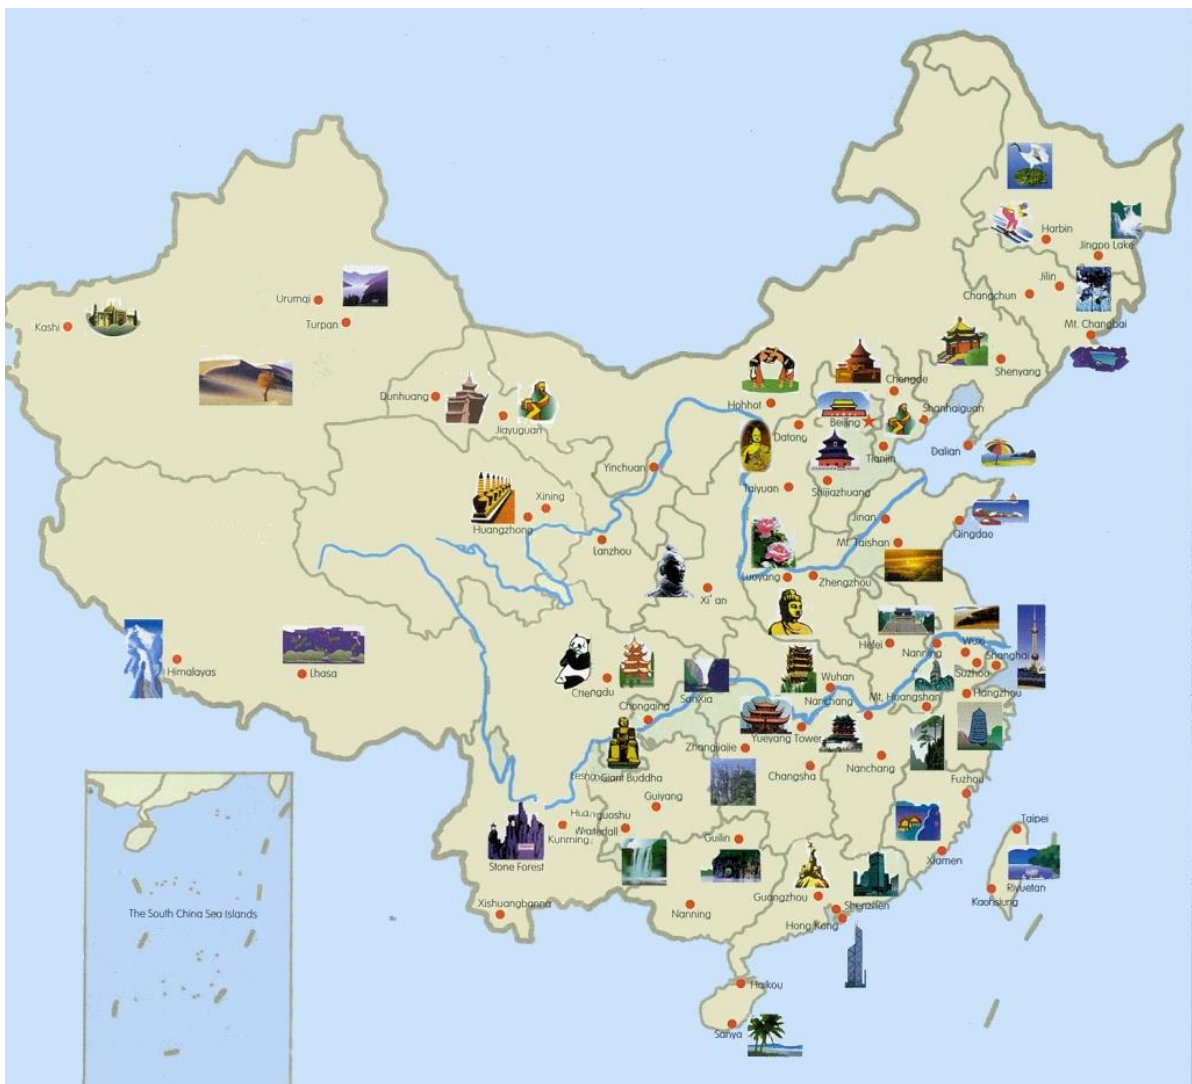 Harbin
Jingpo Lake
Jilin
Changchun
Mt. Changbai
Urumqi
Turpan
Kashi
Shenyang
Chengde
Dunhuang
Jiayuguan
Hohhot
Beijing
Shanhaiguan
Datong
Tianjin
Dalian
Yinchuan
Taiyuan
Shijiazhuang
Xining
Huangzhong
Jinan
Qingdao
Lanzhou
Mt. Taishan
Luoyang
Zhengzhou
Xi'an
Hefei
Nanning
Wuxi
Shanghai
Suzhou
Himalayas
Lhasa
Chengdu
SanXia
Wuhan
Mt. Huangshan
Hangzhou
Nanchang
Chongqing
Yueyang Tower
Zhangjiajie
Changsha
Nanchang
Giant Buddha
Fuzhou
Guiyang
Huangguoshu
Waterfall
Kunming
Guilin
Taipei
Xiamen
Stone Forest
Riyuetan
Kaohsiung
Guangzhou
Shenzhen
Xishuangbanna
Nanning
Hong Kong
The South China Sea Islands
Haikou
Sanya